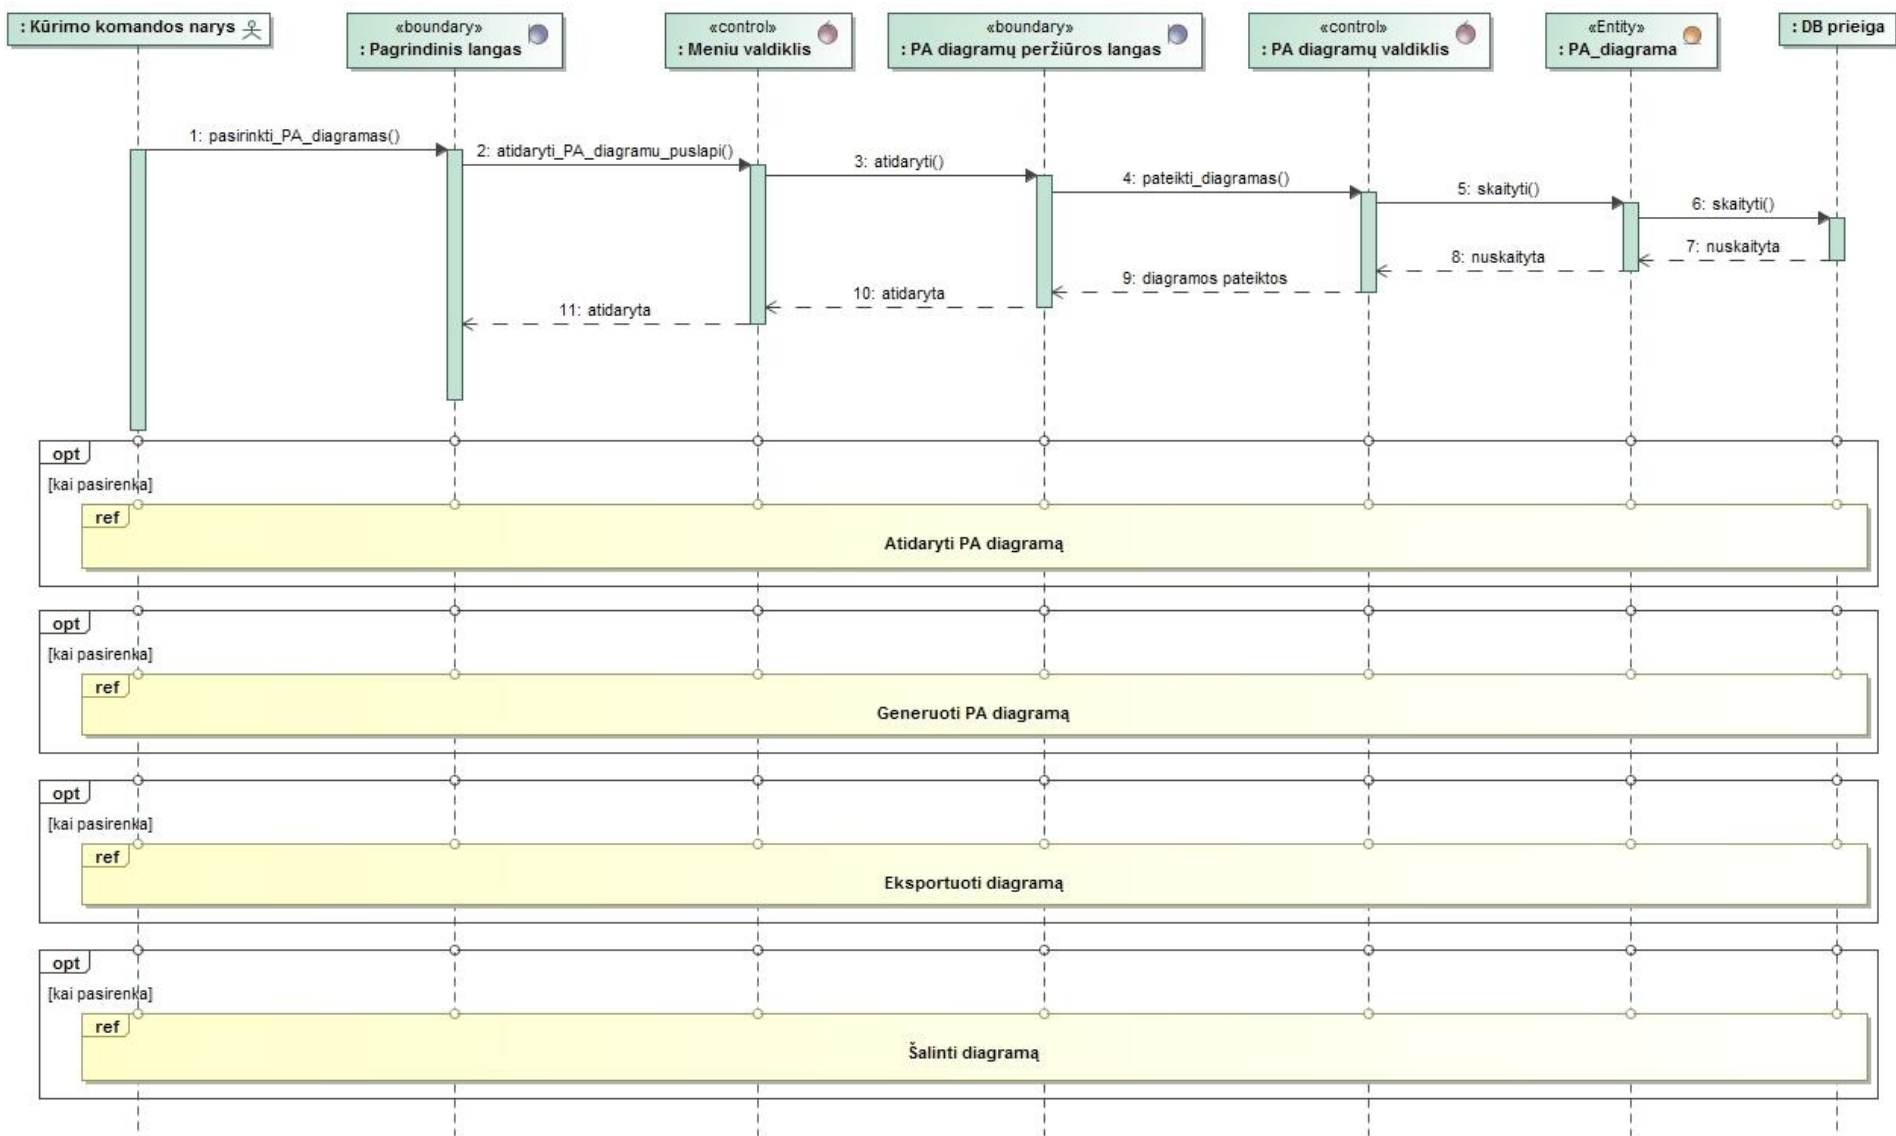 : Kūrimo komandos narys
«boundary»
: Pagrindinis langas
«control»
: Meniu valdiklis
«boundary»
: PA diagramų peržiūros langas
«control»
: PA diagramų valdiklis
«Entity»
: PA_diagrama
: DB prieiga
1: pasirinkti_PA_diagramas()
2: atidaryti_PA_diagramu_puslapi()
3: atidaryti()
4: pateikti_diagramas()
5: skaityti()
6: skaityti()
7: nuskaityta
8: nuskaityta
9: diagramos pateiktos
10: atidaryta
11: atidaryta
opt
[kai pasirenka]
ref
Atidaryti PA diagramą
opt
[kai pasirenka]
ref
Generuoti PA diagramą
opt
[kai pasirenka]
ref
Eksportuoti diagramą
opt
[kai pasirenka]
ref
Šalinti diagramą